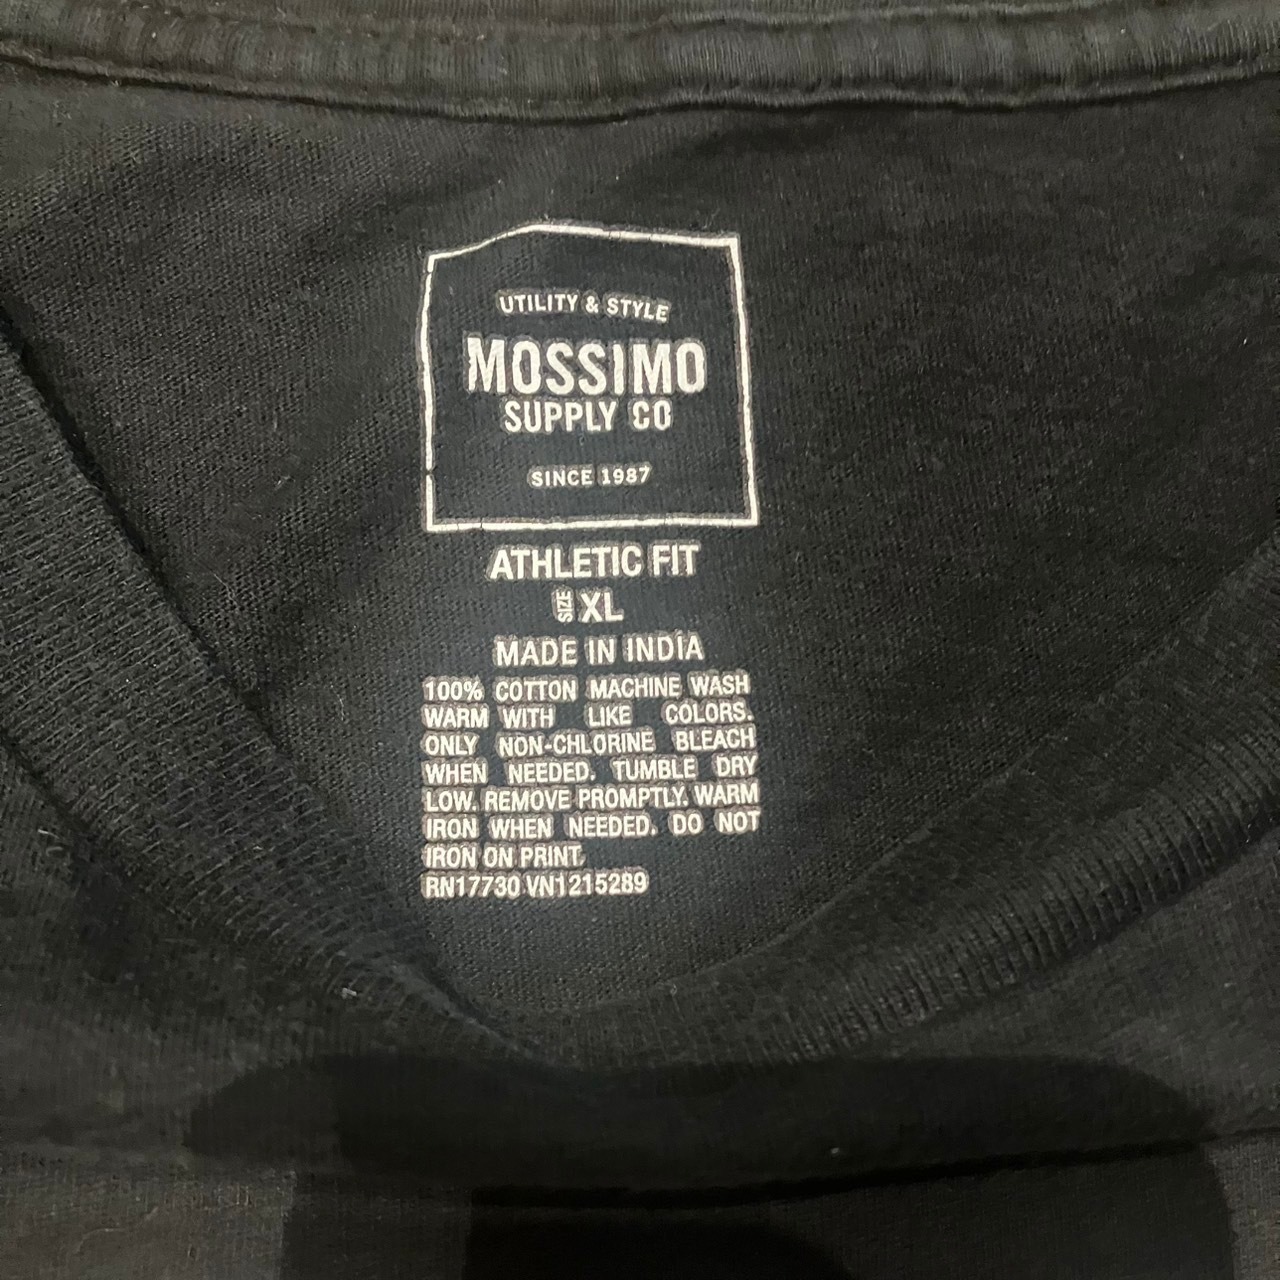 UTILITY & STYLE
MOSSIMO
SUPPLY CO
SINCE 1987
ATHLETIC FIT
SIZE XL
MADE IN INDIA
100% COTTON MACHINE WASH
WARM WITH LIKE COLORS.
ONLY NON-CHLORINE BLEACH
WHEN NEEDED. TUMBLE DRY
LOW. REMOVE PROMPTLY. WARM
IRON WHEN NEEDED. DO NOT
IRON ON PRINT.
RN17730 VN1215289